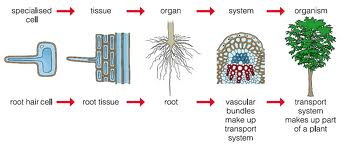 specialised
cell
tissue
organ
system
organism
root hair cell
root tissue
root
vascular
bundles
make up
transport
system
transport
system
makes up part
of a plant